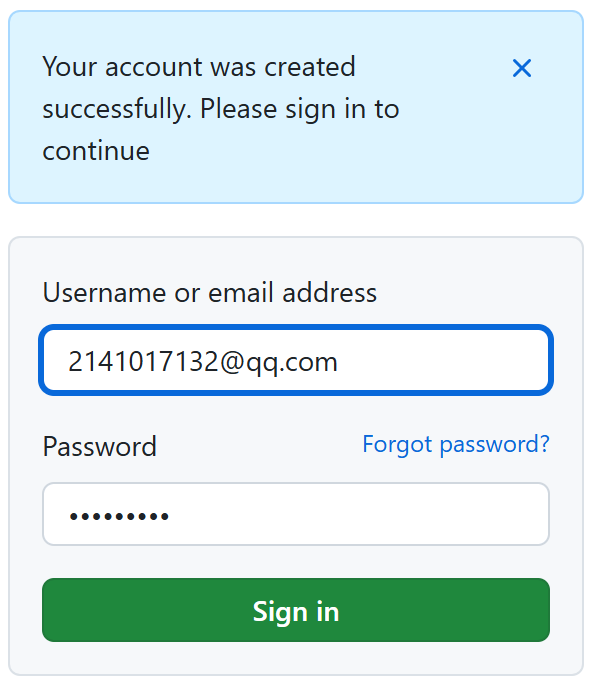 Your account was created
successfully. Please sign in to
continue
Username or email address
2141017132@qq.com
Password
Forgot password?
•••••••••
Sign in